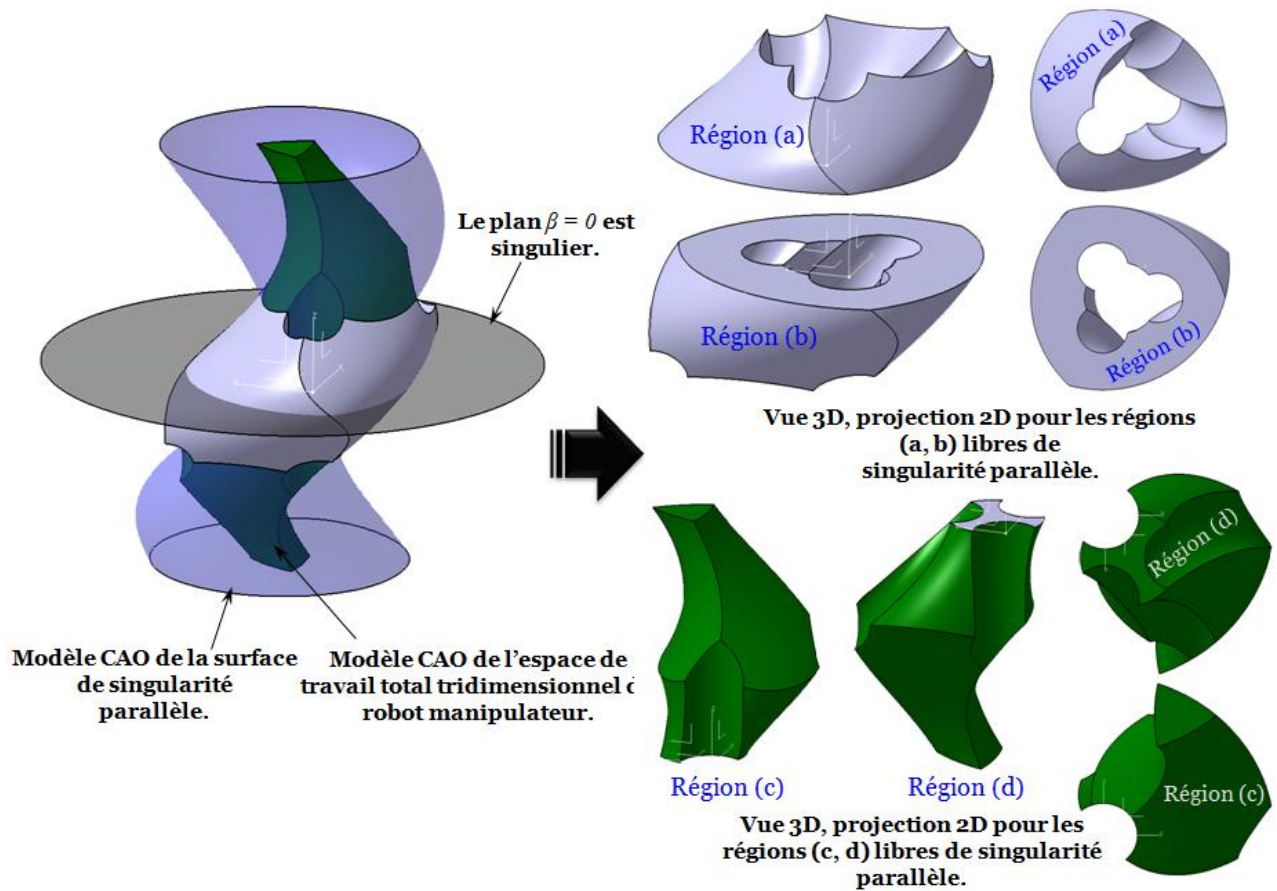 Le plan β = 0 est
singulier.
Modèle CAO de la surface
de singularité
parallèle.
Modèle CAO de l'espace de
travail total tridimensionnel d
robot manipulateur.
Région (a)
Région (a)
Région (b)
Région (b)
Vue 3D, projection 2D pour les régions
(a, b) libres de
singularité parallèle.
Région (c)
Région (d)
Région (d)
Région (c)
Vue 3D, projection 2D pour les
régions (c, d) libres de singularité
parallèle.